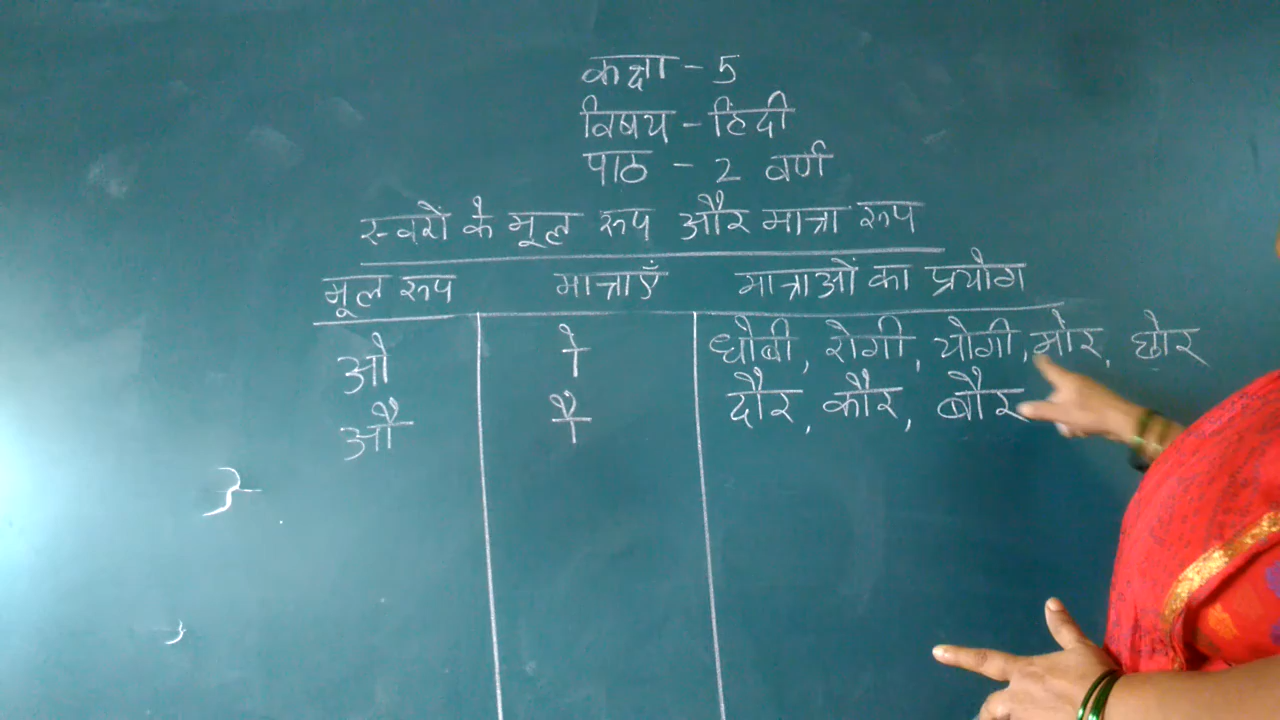 कक्षा - 5
विषय - हिंदी
पाठ - 2 वर्ण
स्वरों के मूल रूप और मात्रा रूप
मूल रूप मात्राएँ मात्राओं का प्रयोग
ओ ो धोबी, रोगी, योगी, मोर, छोर
औ ौ दौर, कौर, बौर